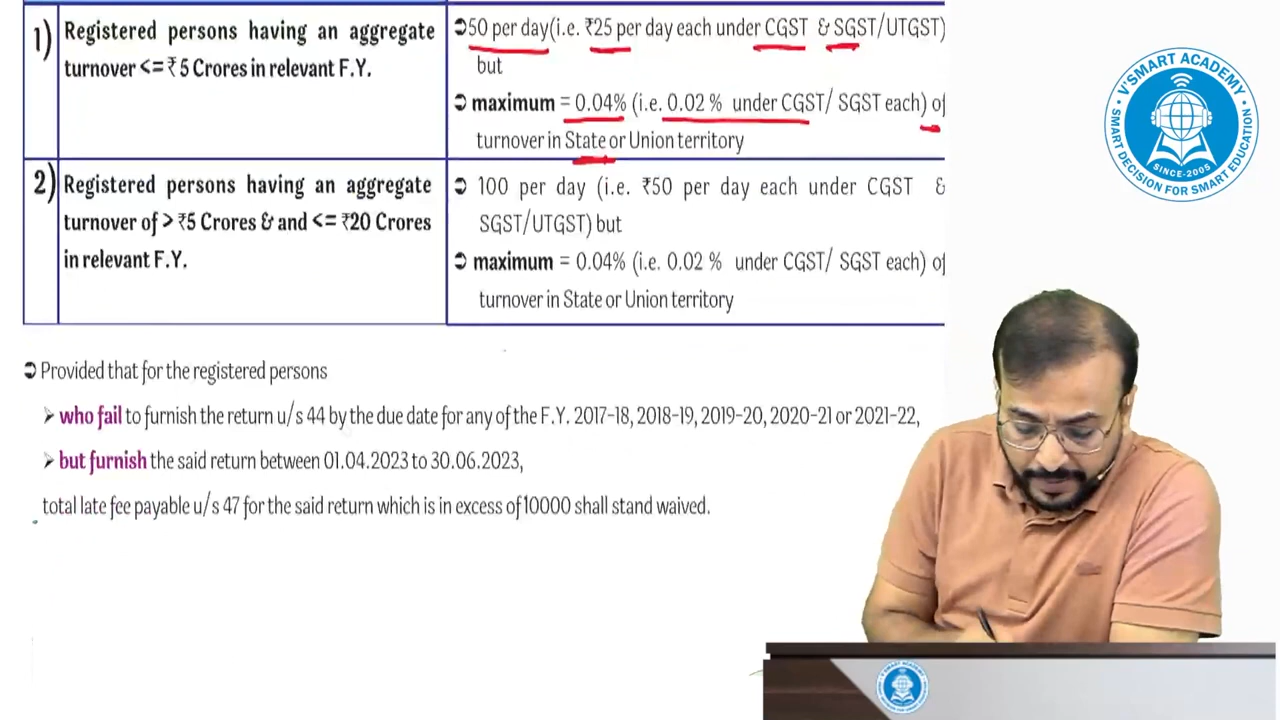 1) Registered persons having an aggregate
turnover <=₹ 5 Crores in relevant F.Y.
➲50 per day(i.e. ₹25 per day each under CGST & SGST/UTGST)
but
➲ maximum = 0.04% (i.e. 0.02 % under CGST/ SGST each) of
turnover in State or Union territory
2) Registered persons having an aggregate
turnover of > ₹5 Crores & and <= ₹20 Crores
in relevant F.Y.
➲ 100 per day (i.e. ₹50 per day each under CGST &
SGST/UTGST) but
➲ maximum = 0.04% (i.e. 0.02 % under CGST/ SGST each) of
turnover in State or Union territory
➲ Provided that for the registered persons
➢ who fail to furnish the return u/s 44 by the due date for any of the F.Y. 2017-18, 2018-19, 2019-20, 2020-21 or 2021-22,
➢ but furnish the said return between 01.04.2023 to 30.06.2023,
total late fee payable u/s 47 for the said return which is in excess of 10000 shall stand waived.
V'SMART ACADEMY
SINCE-2005
SMART DECISION FOR SMART EDUCATION